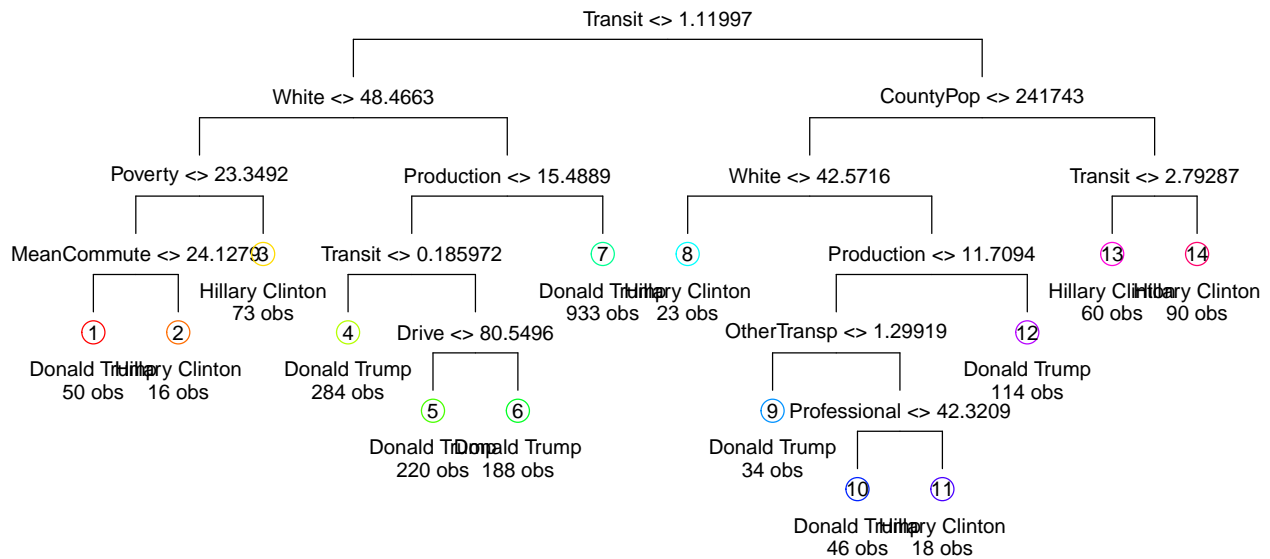 Transit <> 1.11997
White <> 48.4663
CountyPop <> 241743
Poverty <> 23.3492
Production <> 15.4889
White <> 42.5716
Transit <> 2.79287
MeanCommute <> 24.1279
3
Transit <> 0.185972
7
8
Production <> 11.7094
13
14
Hillary Clinton
73 obs
Donald Trump
933 obs
Hillary Clinton
23 obs
Hillary Clinton
60 obs
Hillary Clinton
90 obs
1
2
4
Drive <> 80.5496
OtherTransp <> 1.29919
12
Donald Trump
50 obs
Hillary Clinton
16 obs
Donald Trump
284 obs
Donald Trump
114 obs
5
6
9
Professional <> 42.3209
Donald Trump
220 obs
Donald Trump
188 obs
Donald Trump
34 obs
10
11
Donald Trump
46 obs
Hillary Clinton
18 obs